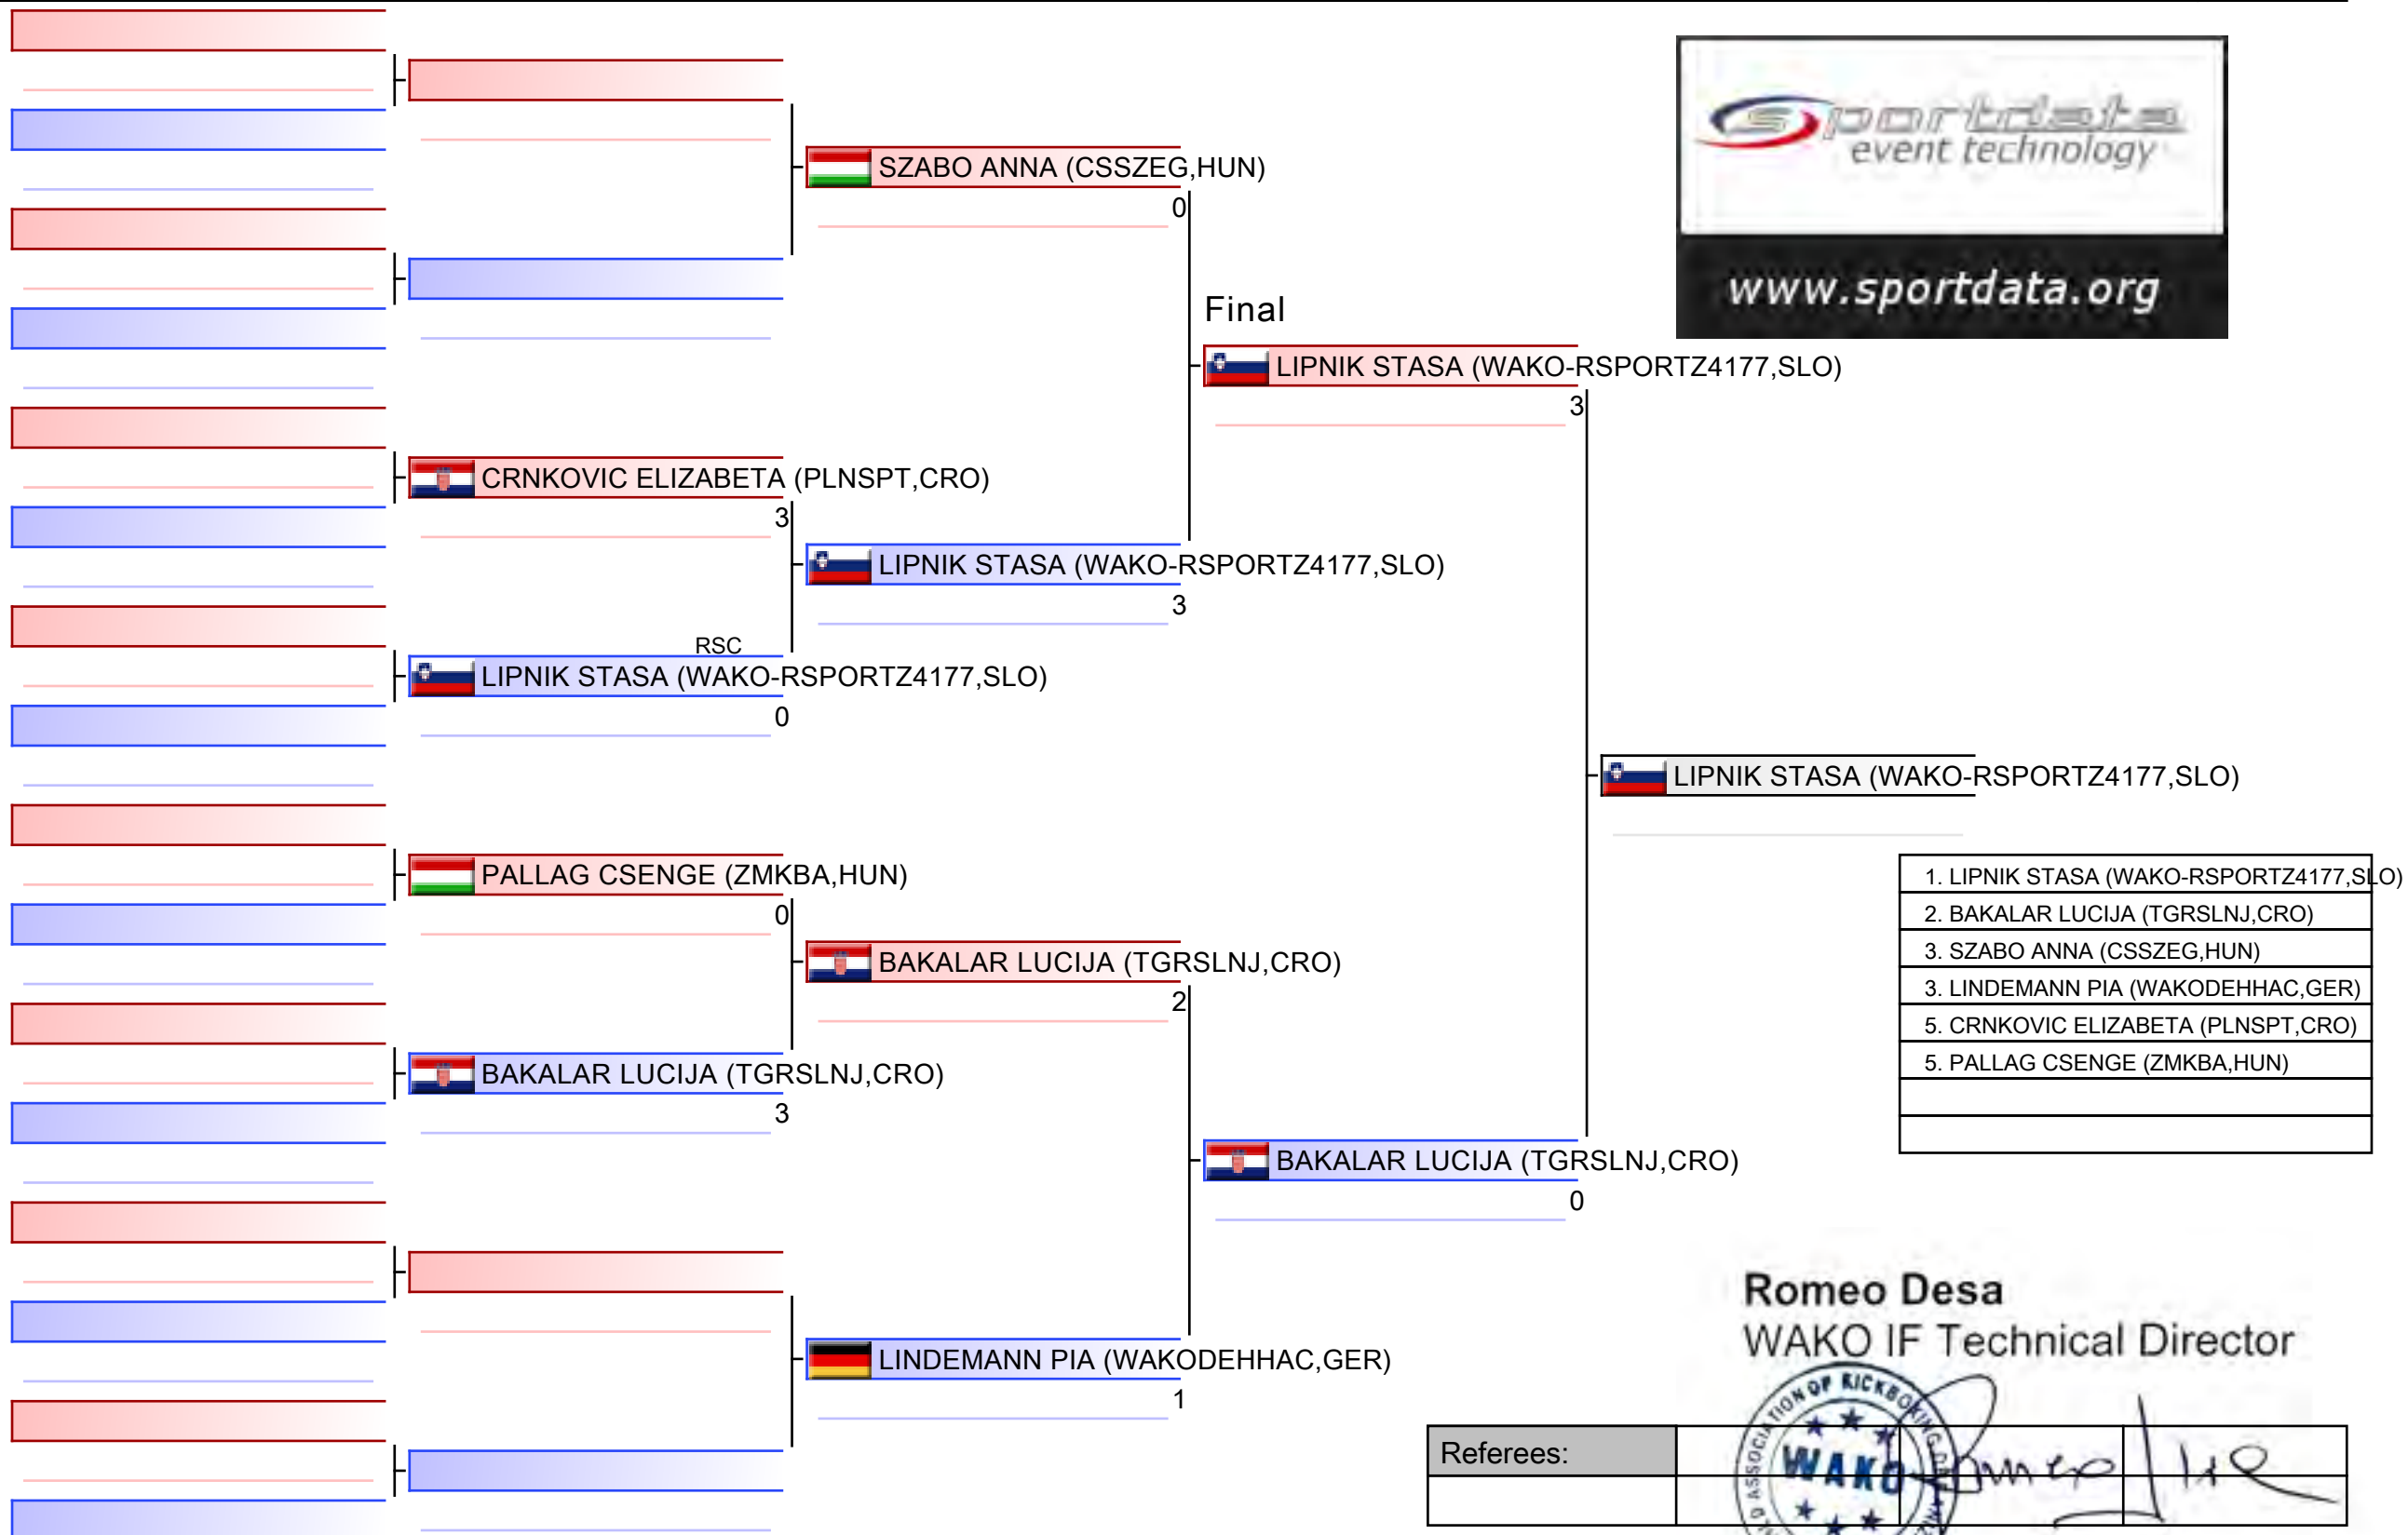 sportdata
event technology
www.sportdata.org
SZABO ANNA (CSSZEG,HUN)
0
Final
LIPNIK STASA (WAKO-RSPORTZ4177,SLO)
3
CRNKOVIC ELIZABETA (PLNSPT,CRO)
3
LIPNIK STASA (WAKO-RSPORTZ4177,SLO)
3
RSC
LIPNIK STASA (WAKO-RSPORTZ4177,SLO)
0
LIPNIK STASA (WAKO-RSPORTZ4177,SLO)
PALLAG CSENGE (ZMKBA,HUN)
0
BAKALAR LUCIJA (TGRSLNJ,CRO)
2
BAKALAR LUCIJA (TGRSLNJ,CRO)
3
BAKALAR LUCIJA (TGRSLNJ,CRO)
0
LINDEMANN PIA (WAKODEHHAC,GER)
1
1. LIPNIK STASA (WAKO-RSPORTZ4177,SLO)
2. BAKALAR LUCIJA (TGRSLNJ,CRO)
3. SZABO ANNA (CSSZEG,HUN)
3. LINDEMANN PIA (WAKODEHHAC,GER)
5. CRNKOVIC ELIZABETA (PLNSPT,CRO)
5. PALLAG CSENGE (ZMKBA,HUN)
Romeo Desa
WAKO IF Technical Director
Referees:
ASSOCIATION OF KICKBOXING
WAKO